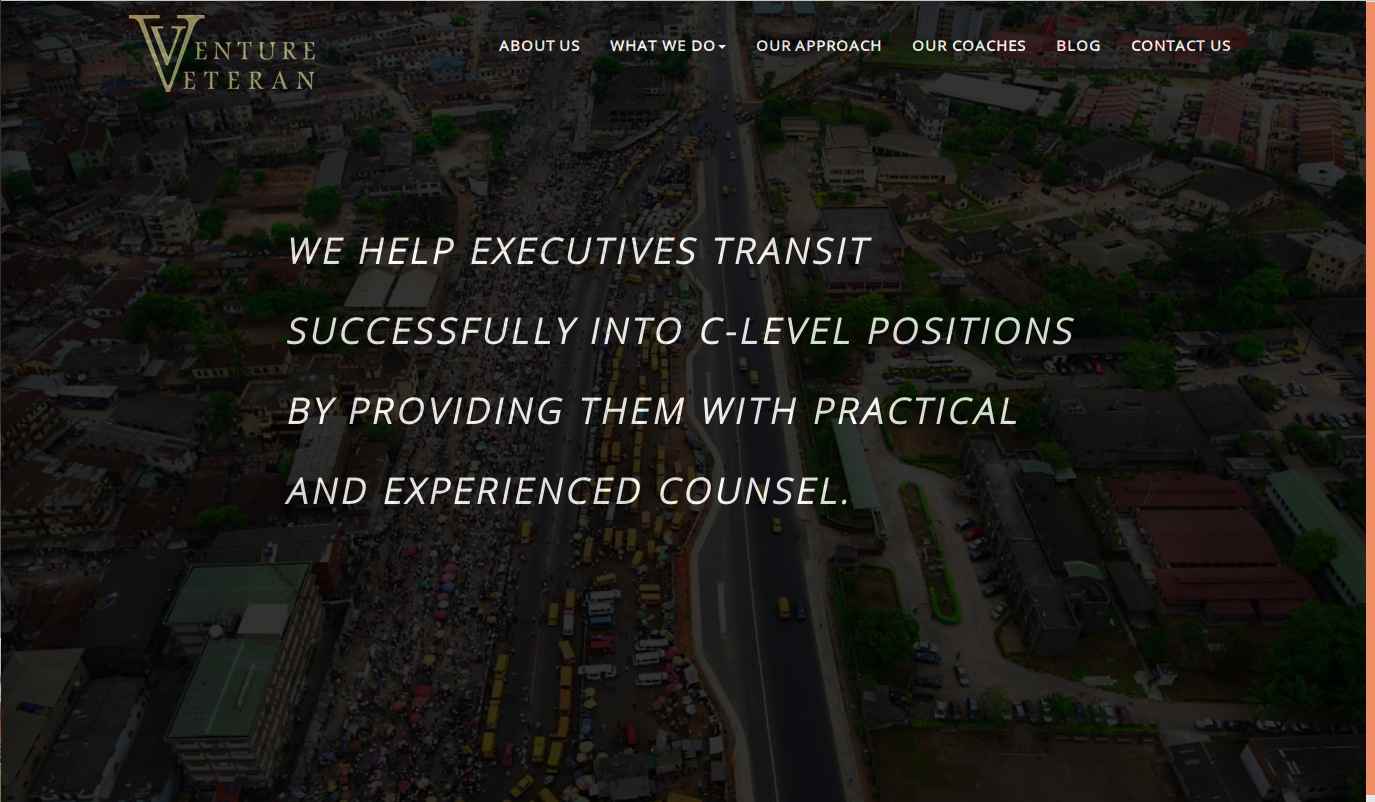 VENTURE
VETERAN
ABOUT US WHAT WE DO OUR APPROACH OUR COACHES BLOG CONTACT US
WE HELP EXECUTIVES TRANSIT
SUCCESSFULLY INTO C-LEVEL POSITIONS
BY PROVIDING THEM WITH PRACTICAL
AND EXPERIENCED COUNSEL.